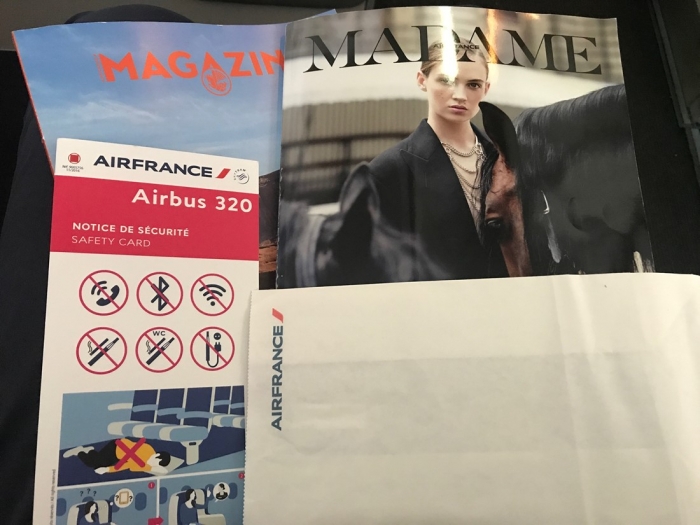 MAGAZIN
MADAME
AIRFRANCE
AIRFRANCE
Airbus 320
NOTICE DE SÉCURITÉ
SAFETY CARD
WC
AIRFRANCE